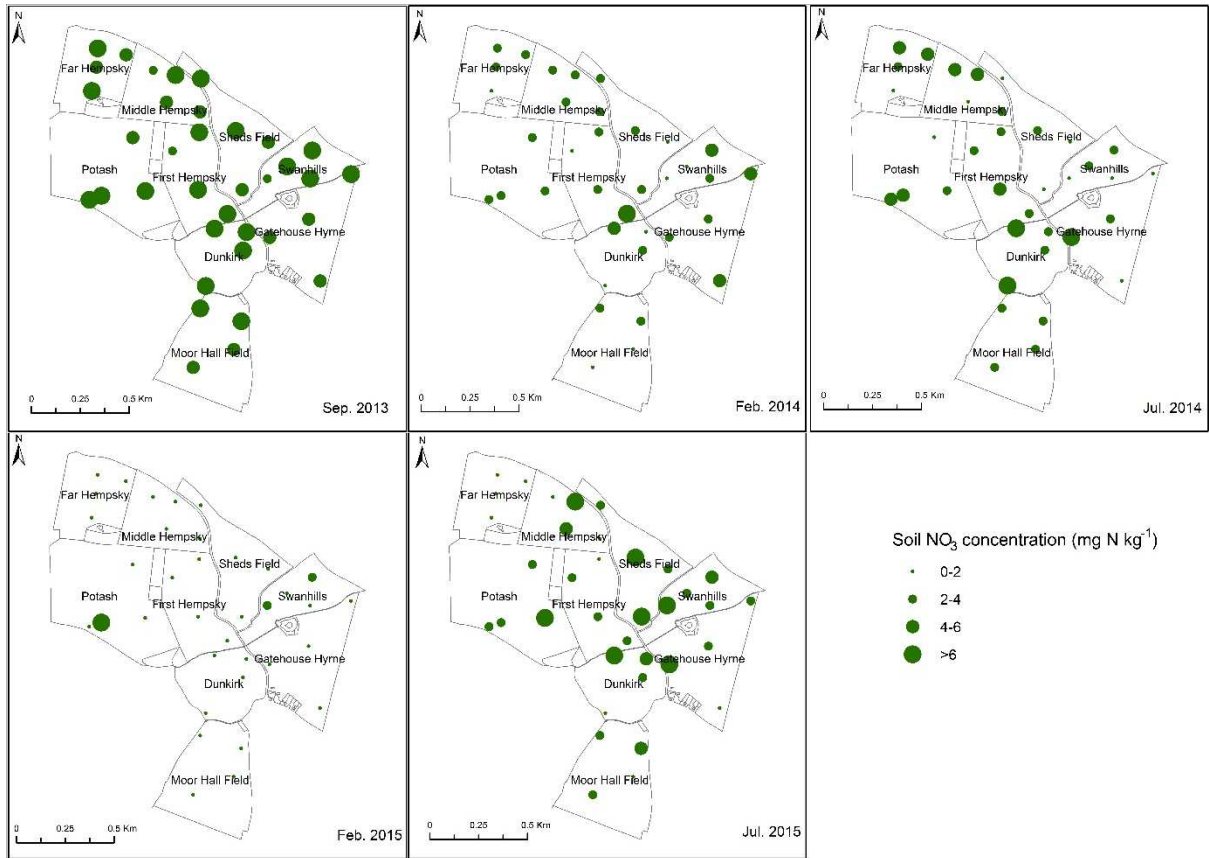 N
Far Hempsky
Middle Hempsky
Sheds Field
Potash
First Hempsky
Swanhills
Gatehouse Hyrne
Dunkirk
Moor Hall Field
0 0.25 0.5 Km
Sep. 2013
N
Far Hempsky
Middle Hempsky
Sheds Field
Potash
First Hempsky
Swanhills
Gatehouse Hyrne
Dunkirk
Moor Hall Field
0 0.25 0.5 Km
Feb. 2014
N
Far Hempsky
Middle Hempsky
Sheds Field
Potash
First Hempsky
Swanhills
Gatehouse Hyrne
Dunkirk
Moor Hall Field
0 0.25 0.5 Km
Jul. 2014
N
Far Hempsky
Middle Hempsky
Sheds Field
Potash
First Hempsky
Swanhills
Gatehouse Hyrne
Dunkirk
Moor Hall Field
0 0.25 0.5 Km
Feb. 2015
N
Far Hempsky
Middle Hempsky
Sheds Field
Potash
First Hempsky
Swanhills
Gatehouse Hyrne
Dunkirk
Moor Hall Field
0 0.25 0.5 Km
Jul. 2015
Soil NO₃ concentration (mg N kg⁻¹)
0-2
2-4
4-6
>6